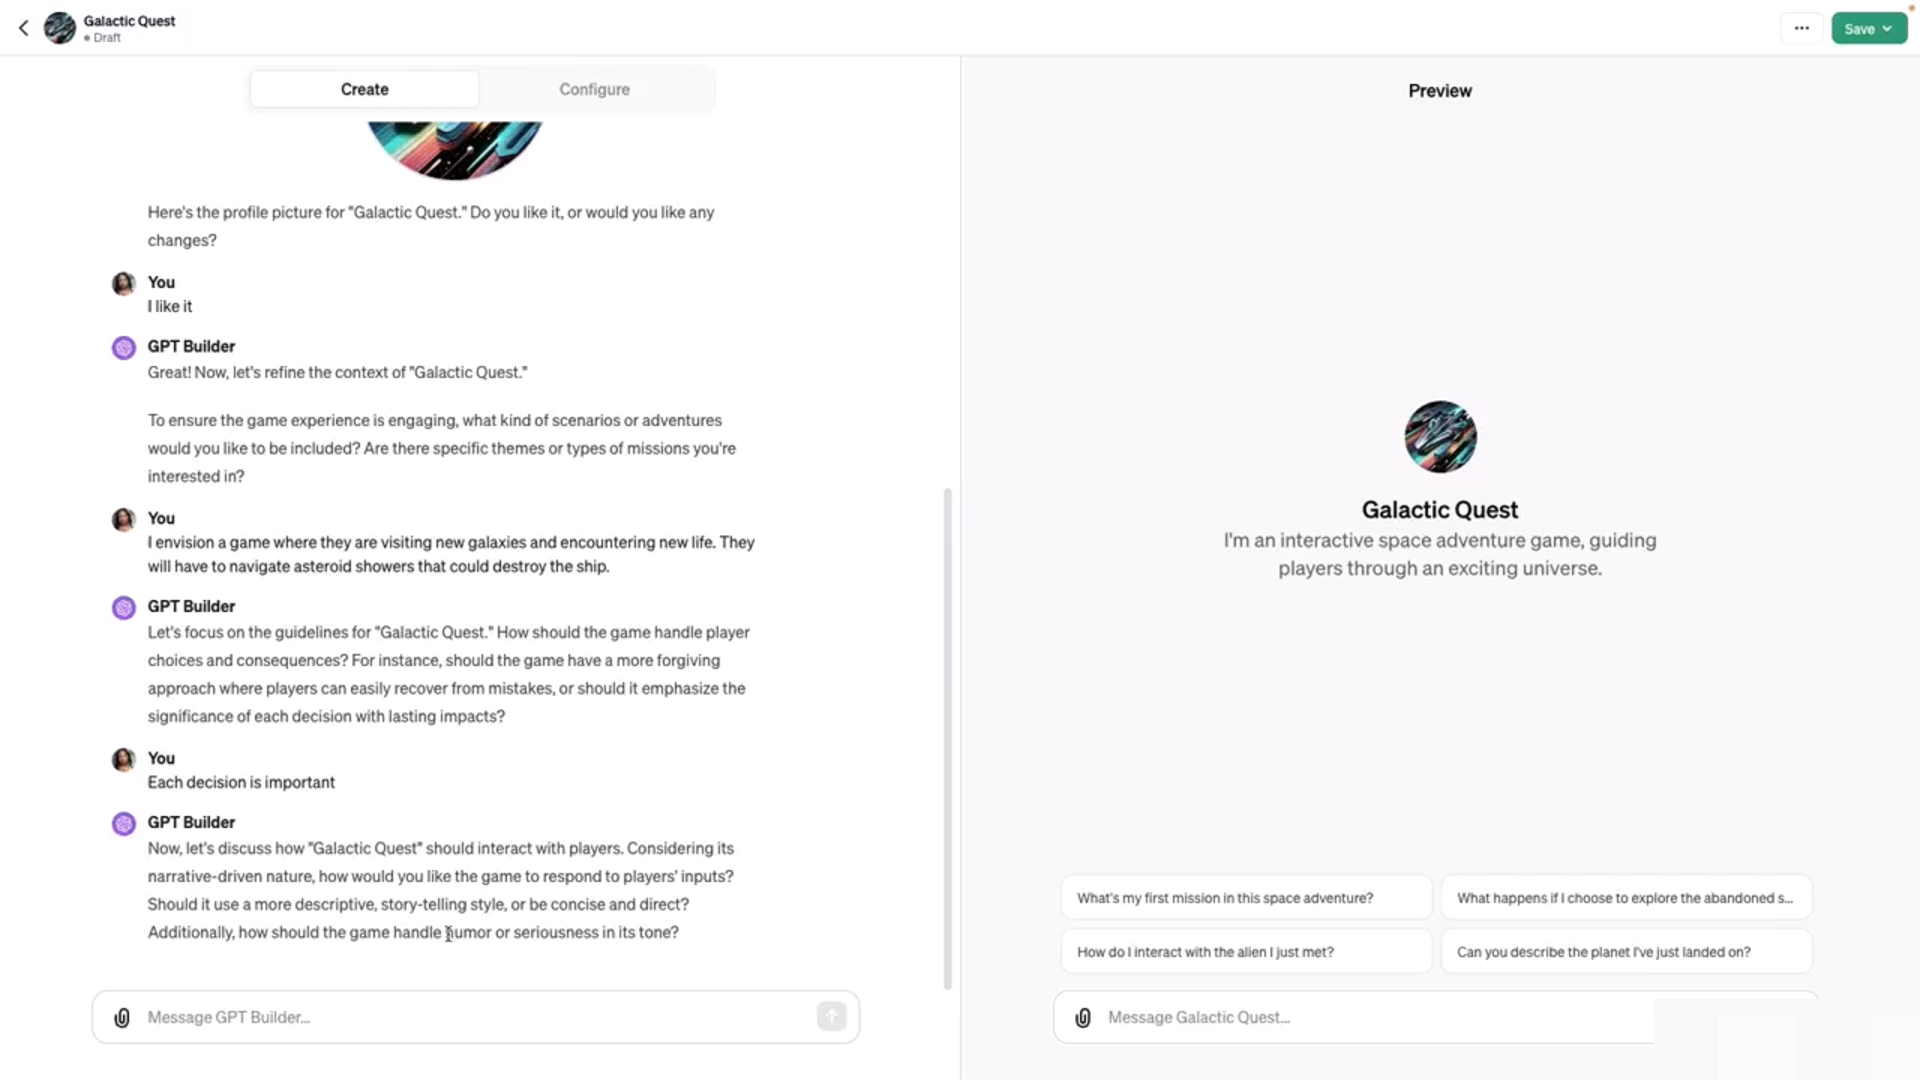 Galactic Quest
Draft
Save
Create
Configure
Here's the profile picture for "Galactic Quest." Do you like it, or would you like any
changes?
You
I like it
GPT Builder
Great! Now, let's refine the context of "Galactic Quest."
To ensure the game experience is engaging, what kind of scenarios or adventures
would you like to be included? Are there specific themes or types of missions you're
interested in?
You
I envision a game where they are visiting new galaxies and encountering new life. They
will have to navigate asteroid showers that could destroy the ship.
GPT Builder
Let's focus on the guidelines for "Galactic Quest." How should the game handle player
choices and consequences? For instance, should the game have a more forgiving
approach where players can easily recover from mistakes, or should it emphasize the
significance of each decision with lasting impacts?
You
Each decision is important
GPT Builder
Now, let's discuss how "Galactic Quest" should interact with players. Considering its
narrative-driven nature, how would you like the game to respond to players' inputs?
Should it use a more descriptive, story-telling style, or be concise and direct?
Additionally, how should the game handle humor or seriousness in its tone?
Message GPT Builder...
Preview
Galactic Quest
I'm an interactive space adventure game, guiding
players through an exciting universe.
What's my first mission in this space adventure?
What happens if I choose to explore the abandoned s...
How do I interact with the alien I just met?
Can you describe the planet I've just landed on?
Message Galactic Quest...